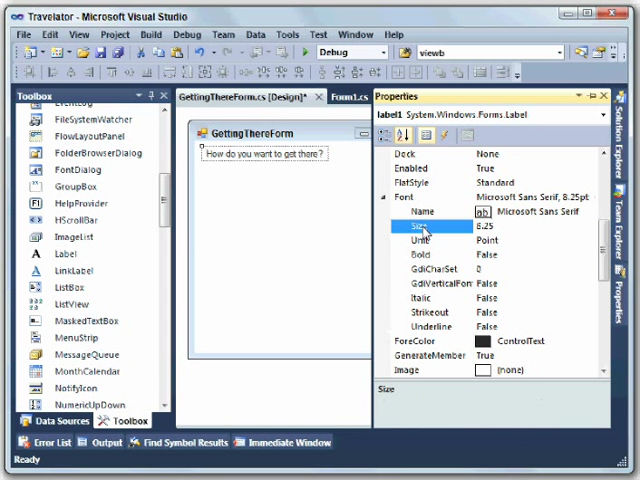 Travelator - Microsoft Visual Studio
File Edit View Project Build Debug Team Data Tools Test Window Help
Debug viewb
Toolbox
EventLog
FileSystemWatcher
FlowLayoutPanel
FolderBrowserDialog
FontDialog
GroupBox
HelpProvider
HScrollBar
ImageList
Label
LinkLabel
ListBox
ListView
MaskedTextBox
MenuStrip
MessageQueue
MonthCalendar
NotifyIcon
NumericUpDown
Data Sources Toolbox
GettingThereForm.cs [Design]* Form1.cs
GettingThereForm
How do you want to get there?
Properties
label1 System.Windows.Forms.Label
Dock None
Enabled True
FlatStyle Standard
Font Microsoft Sans Serif, 8.25pt
Name ab Microsoft Sans Serif
Size 8.25
Unit Point
Bold False
GdiCharSet 0
GdiVerticalFon False
Italic False
Strikeout False
Underline False
ForeColor ControlText
GenerateMember True
Image (none)
Size
Solution Explorer
Team Explorer
Properties
Error List Output Find Symbol Results Immediate Window
Ready